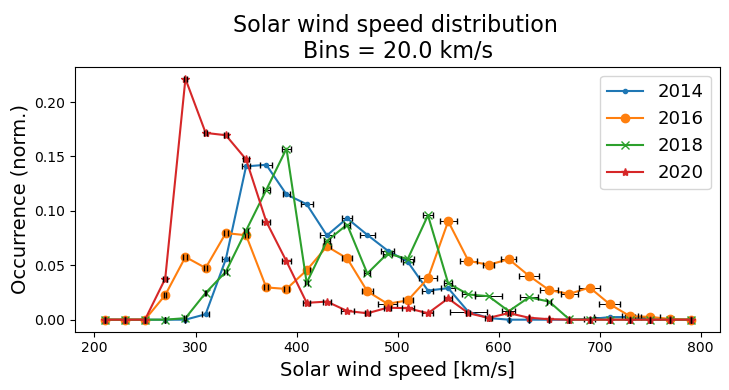 Solar wind speed distribution
Bins = 20.0 km/s
Occurrence (norm.)
0.20
0.15
0.10
0.05
0.00
2014
2016
2018
2020
200 300 400 500 600 700 800
Solar wind speed [km/s]